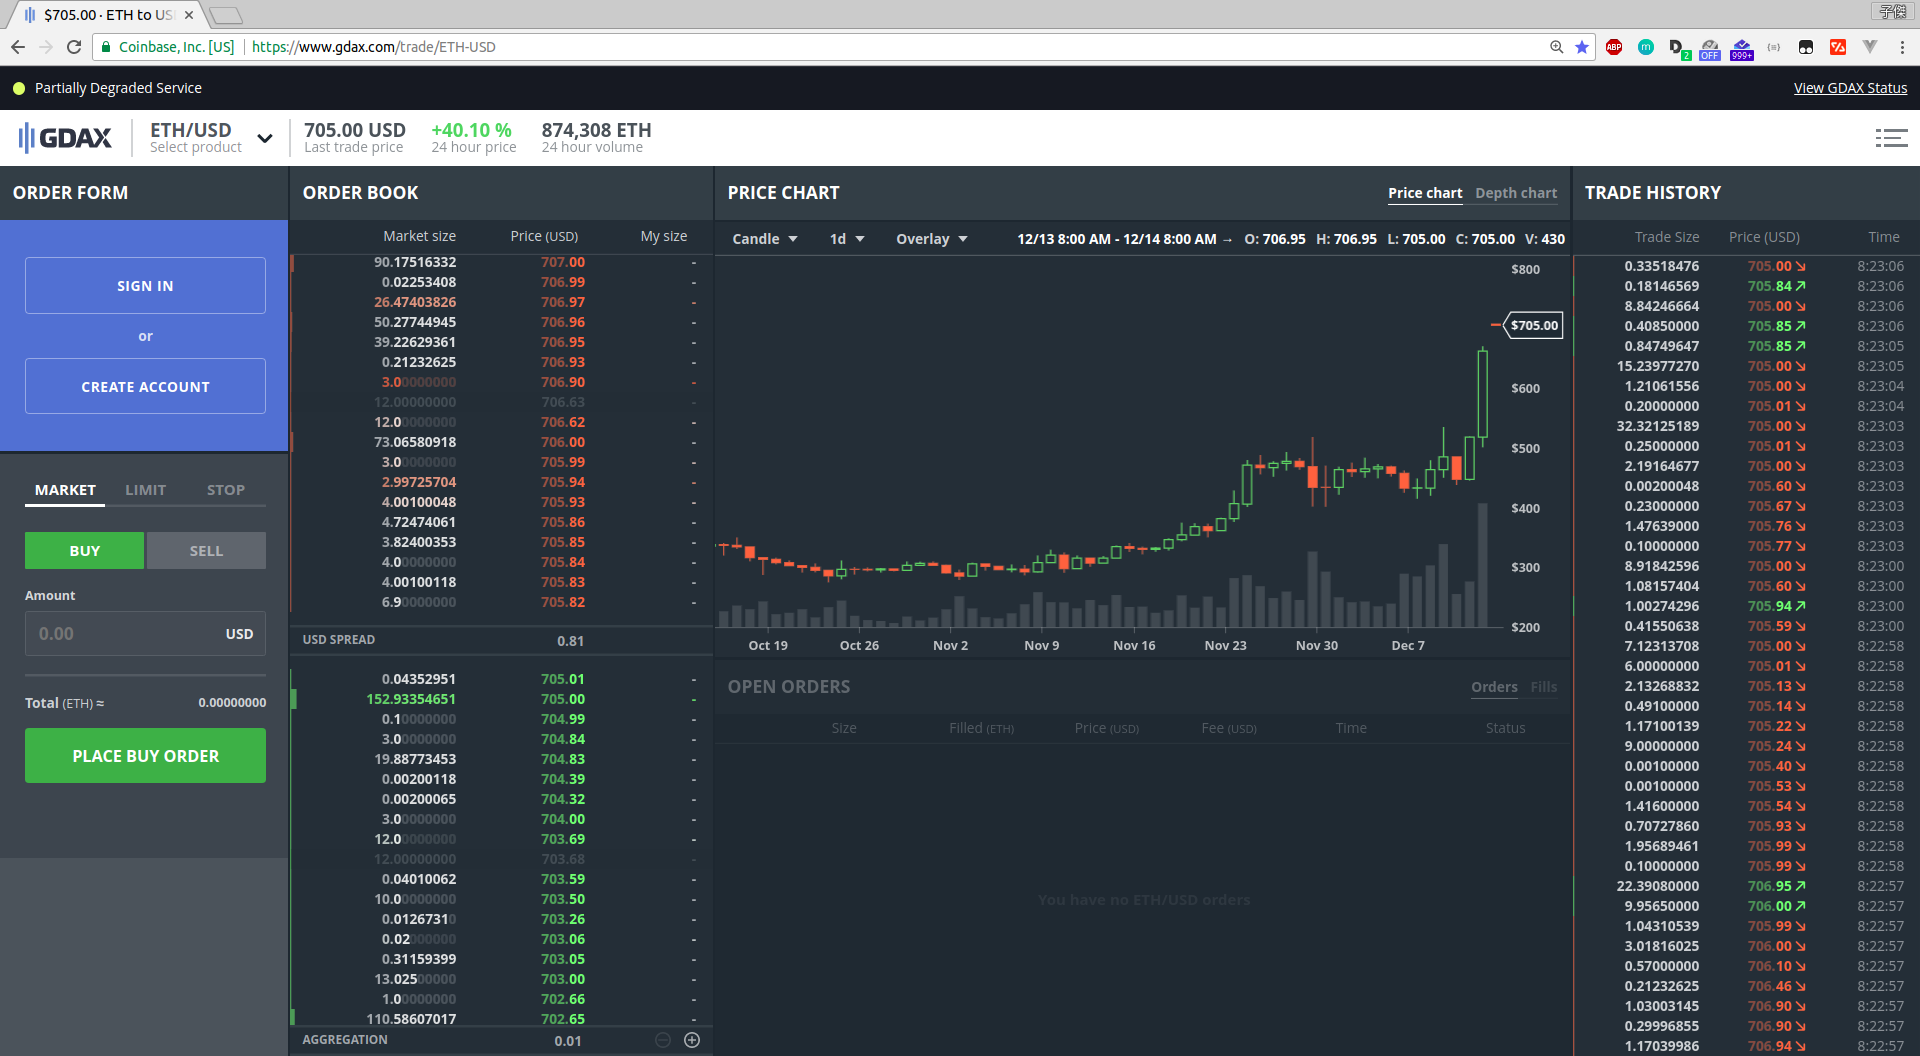 $705.00 · ETH to US
子傑
Coinbase, Inc. [US]
https://www.gdax.com/trade/ETH-USD
ABP
m
D
2
OFF
999+
Partially Degraded Service
View GDAX Status
GDAX
ETH/USD
Select product
705.00 USD
Last trade price
+40.10 %
24 hour price
874,308 ETH
24 hour volume
ORDER FORM
SIGN IN
or
CREATE ACCOUNT
MARKET LIMIT STOP
BUY SELL
Amount
0.00 USD
Total (ETH) ≈ 0.00000000
PLACE BUY ORDER
ORDER BOOK
Market size Price (USD) My size
90.17516332 707.00 -
0.02253408 706.99 -
26.47403826 706.97 -
50.27744945 706.96 -
39.22629361 706.95 -
0.21232625 706.93 -
3.00000000 706.90 -
12.00000000 706.63 -
12.00000000 706.62 -
73.06580918 706.00 -
3.00000000 705.99 -
2.99725704 705.94 -
4.00100048 705.93 -
4.72474061 705.86 -
3.82400353 705.85 -
4.00000000 705.84 -
4.00100118 705.83 -
6.90000000 705.82 -
USD SPREAD 0.81
0.04352951 705.01 -
152.93354651 705.00 -
0.10000000 704.99 -
3.00000000 704.84 -
19.88773453 704.83 -
0.00200118 704.39 -
0.00200065 704.32 -
3.00000000 704.00 -
12.00000000 703.69 -
12.00000000 703.68 -
0.04010062 703.59 -
10.00000000 703.50 -
0.01267310 703.26 -
0.02000000 703.06 -
0.31159399 703.05 -
13.02500000 703.00 -
1.00000000 702.66 -
110.58607017 702.65 -
AGGREGATION 0.01
PRICE CHART
Price chart Depth chart
Candle 1d Overlay
12/13 8:00 AM - 12/14 8:00 AM → O: 706.95 H: 706.95 L: 705.00 C: 705.00 V: 430
$800
$705.00
$600
$500
$400
$300
$200
Oct 19 Oct 26 Nov 2 Nov 9 Nov 16 Nov 23 Nov 30 Dec 7
OPEN ORDERS
Orders Fills
Size Filled (ETH) Price (USD) Fee (USD) Time Status
You have no ETH/USD orders
TRADE HISTORY
Trade Size Price (USD) Time
0.33518476 705.00 ↘ 8:23:06
0.18146569 705.84 ↗ 8:23:06
8.84246664 705.00 ↘ 8:23:06
0.40850000 705.85 ↗ 8:23:06
0.84749647 705.85 ↗ 8:23:05
15.23977270 705.00 ↘ 8:23:05
1.21061556 705.00 ↘ 8:23:04
0.20000000 705.01 ↘ 8:23:04
32.32125189 705.00 ↘ 8:23:03
0.25000000 705.01 ↘ 8:23:03
2.19164677 705.00 ↘ 8:23:03
0.00200048 705.60 ↘ 8:23:03
0.23000000 705.67 ↘ 8:23:03
1.47639000 705.76 ↘ 8:23:03
0.10000000 705.77 ↘ 8:23:03
8.91842596 705.00 ↘ 8:23:00
1.08157404 705.60 ↘ 8:23:00
1.00274296 705.94 ↗ 8:23:00
0.41550638 705.59 ↘ 8:23:00
7.12313708 705.00 ↘ 8:22:58
6.00000000 705.01 ↘ 8:22:58
2.13268832 705.13 ↘ 8:22:58
0.49100000 705.14 ↘ 8:22:58
1.17100139 705.22 ↘ 8:22:58
9.00000000 705.24 ↘ 8:22:58
0.00100000 705.40 ↘ 8:22:58
0.00100000 705.53 ↘ 8:22:58
1.41600000 705.54 ↘ 8:22:58
0.70727860 705.93 ↘ 8:22:58
1.95689461 705.99 ↘ 8:22:58
0.10000000 705.99 ↘ 8:22:58
22.39080000 706.95 ↗ 8:22:57
9.95650000 706.00 ↗ 8:22:57
1.04310539 705.99 ↘ 8:22:57
3.01816025 706.00 ↘ 8:22:57
0.57000000 706.10 ↘ 8:22:57
0.21232625 706.46 ↘ 8:22:57
1.03003145 706.90 ↘ 8:22:57
0.29996855 706.90 ↘ 8:22:57
1.17039986 706.94 ↘ 8:22:57